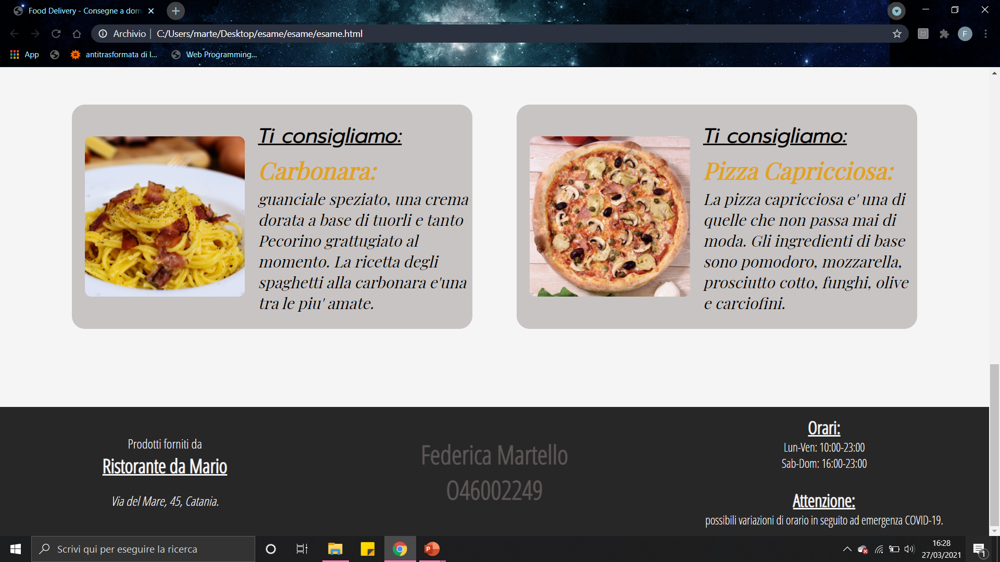 Food Delivery - Consegne a dom
Archivio | C:/Users/marte/Desktop/esame/esame/esame.html
F
App
antitrasformata di l...
Web Programming...
Ti consigliamo:
Carbonara:
guanciale speziato, una crema
dorata a base di tuorli e tanto
Pecorino grattugiato al
momento. La ricetta degli
spaghetti alla carbonara e'una
tra le piu' amate.
Ti consigliamo:
Pizza Capricciosa:
La pizza capricciosa e' una di
quelle che non passa mai di
moda. Gli ingredienti di base
sono pomodoro, mozzarella,
prosciutto cotto, funghi, olive
e carciofini.
Prodotti forniti da
Ristorante da Mario
Via del Mare, 45, Catania.
Federica Martello
O46002249
Orari:
Lun-Ven: 10:00-23:00
Sab-Dom: 16:00-23:00
Attenzione:
possibili variazioni di orario in seguito ad emergenza COVID-19.
Scrivi qui per eseguire la ricerca
P
16:28
27/03/2021
1